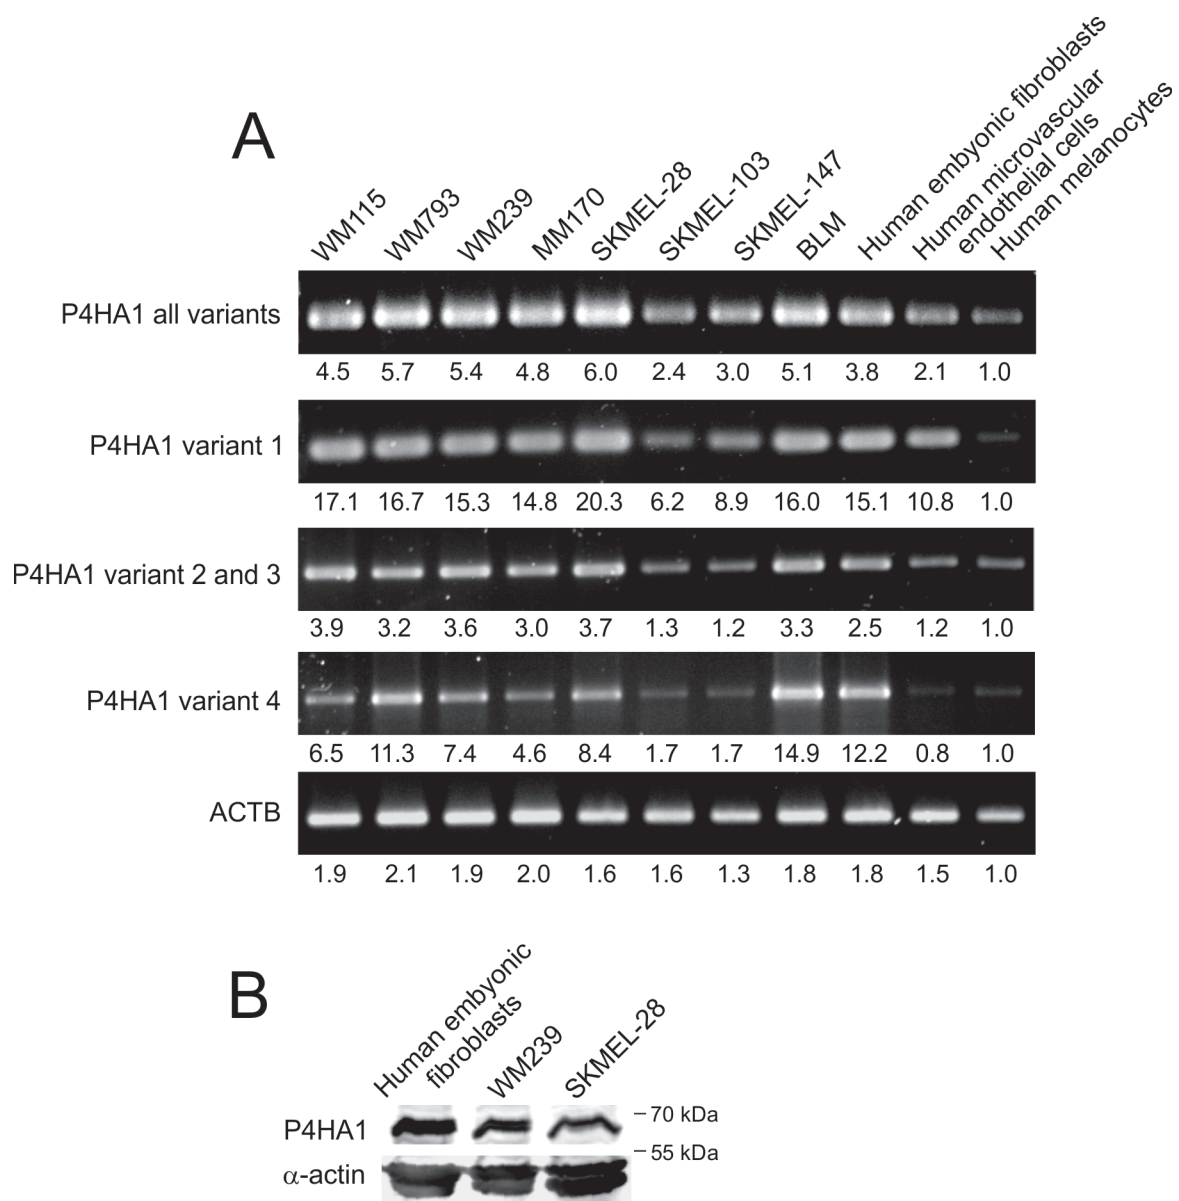 A
WM115
WM793
WM239
MM170
SKMEL-28
SKMEL-103
SKMEL-147
BLM
Human embyonic fibroblasts
Human microvascular
endothelial cells
Human melanocytes
P4HA1 all variants
4.5 5.7 5.4 4.8 6.0 2.4 3.0 5.1 3.8 2.1 1.0
P4HA1 variant 1
17.1 16.7 15.3 14.8 20.3 6.2 8.9 16.0 15.1 10.8 1.0
P4HA1 variant 2 and 3
3.9 3.2 3.6 3.0 3.7 1.3 1.2 3.3 2.5 1.2 1.0
P4HA1 variant 4
6.5 11.3 7.4 4.6 8.4 1.7 1.7 14.9 12.2 0.8 1.0
ACTB
1.9 2.1 1.9 2.0 1.6 1.6 1.3 1.8 1.8 1.5 1.0
B
Human embyonic
fibroblasts
WM239
SKMEL-28
P4HA1
70 kDa
55 kDa
α-actin